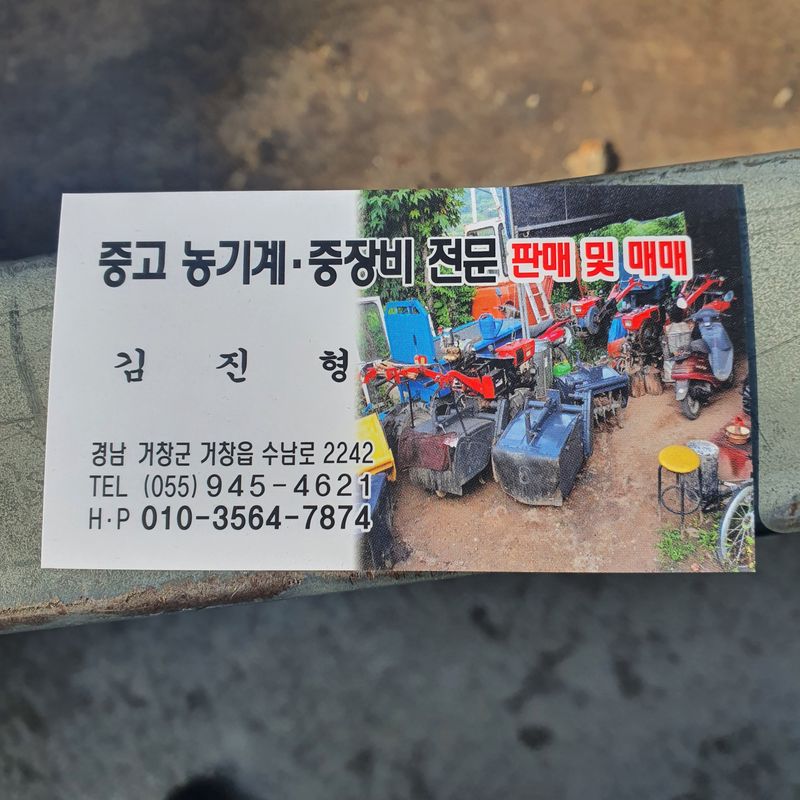 중고 농기계·중장비 전문 판매 및 매매
김 진 형
경남 거창군 거창읍 수남로 2242
TEL (055) 945-4621
H·P 010-3564-7874